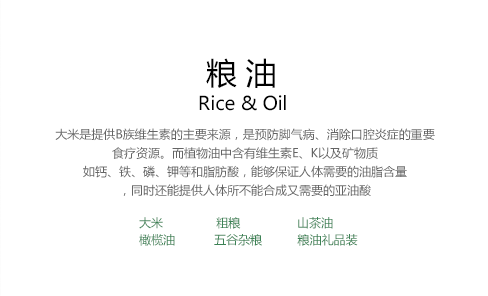 粮油
Rice & Oil
大米是提供B族维生素的主要来源，是预防脚气病、消除口腔炎症的重要
食疗资源。而植物油中含有维生素E、K以及矿物质
如钙、铁、磷、钾等和脂肪酸，能够保证人体需要的油脂含量
，同时还能提供人体所不能合成又需要的亚油酸
大米 粗粮 山茶油
橄榄油 五谷杂粮 粮油礼品装